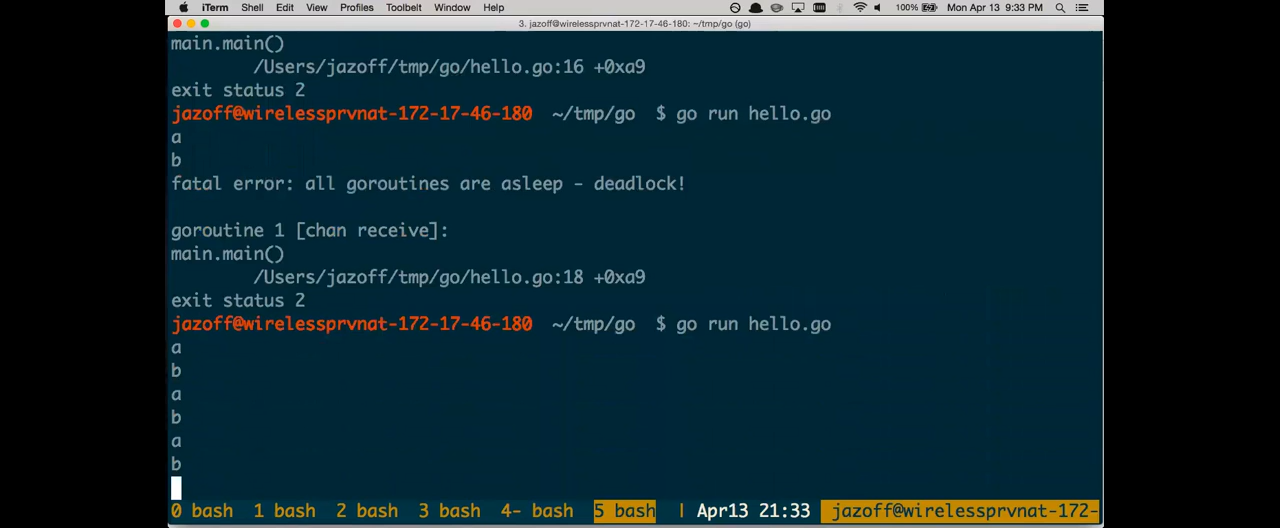 iTerm Shell Edit View Profiles Toolbelt Window Help 100% Mon Apr 13 9:33 PM
3. jazoff@wirelessprvnat-172-17-46-180: ~/tmp/go (go)
main.main()
/Users/jazoff/tmp/go/hello.go:16 +0xa9
exit status 2
jazoff@wirelessprvnat-172-17-46-180 ~/tmp/go $ go run hello.go
a
b
fatal error: all goroutines are asleep - deadlock!
goroutine 1 [chan receive]:
main.main()
/Users/jazoff/tmp/go/hello.go:18 +0xa9
exit status 2
jazoff@wirelessprvnat-172-17-46-180 ~/tmp/go $ go run hello.go
a
b
a
b
a
b
0 bash 1 bash 2 bash 3 bash 4- bash 5 bash | Apr13 21:33 jazoff@wirelessprvnat-172-